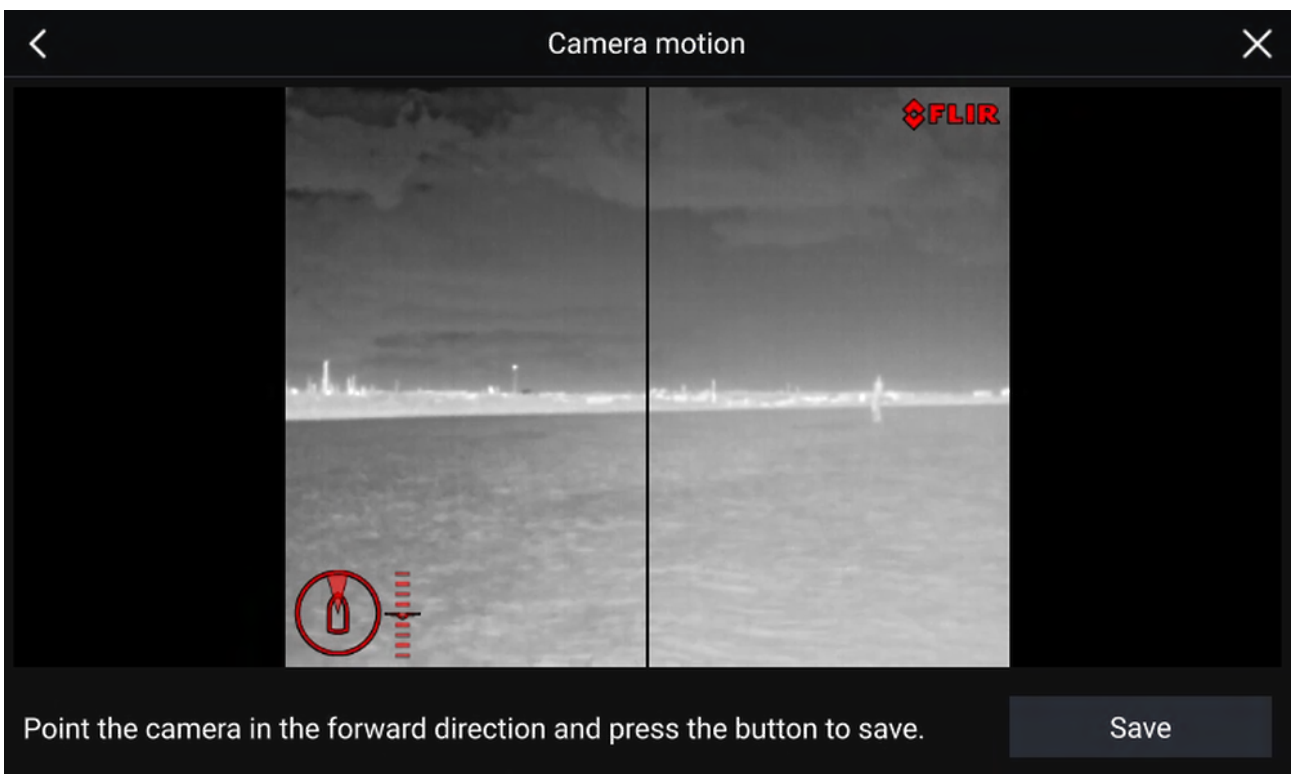 Camera motion
FLIR
Point the camera in the forward direction and press the button to save.
Save